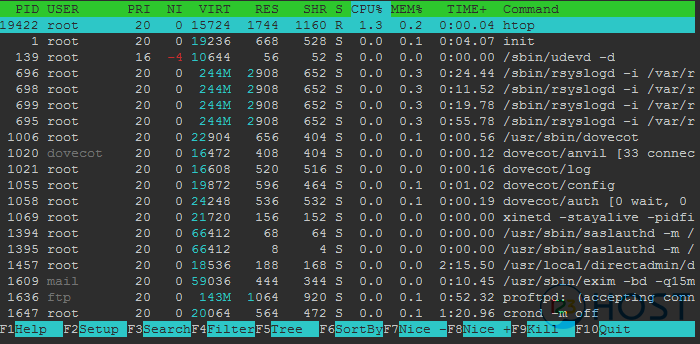 PID USER PRI NI VIRT RES SHR S CPU% MEM% TIME+ Command
19422 root 20 0 15724 1744 1160 R 1.3 0.2 0:00.04 htop
1 root 20 0 19236 668 528 S 0.0 0.1 0:04.07 init
139 root 16 -4 10644 56 52 S 0.0 0.0 0:00.00 /sbin/udevd -d
696 root 20 0 244M 2908 652 S 0.0 0.3 0:24.44 /sbin/rsyslogd -i /var/r
698 root 20 0 244M 2908 652 S 0.0 0.3 0:11.52 /sbin/rsyslogd -i /var/r
699 root 20 0 244M 2908 652 S 0.0 0.3 0:19.78 /sbin/rsyslogd -i /var/r
695 root 20 0 244M 2908 652 S 0.0 0.3 0:55.78 /sbin/rsyslogd -i /var/r
1006 root 20 0 22904 656 404 S 0.0 0.1 0:00.56 /usr/sbin/dovecot
1020 dovecot 20 0 16472 408 404 S 0.0 0.0 0:00.12 dovecot/anvil [33 connec
1021 root 20 0 16608 520 516 S 0.0 0.0 0:00.16 dovecot/log
1055 root 20 0 19872 596 464 S 0.0 0.1 0:01.02 dovecot/config
1058 root 20 0 24248 536 532 S 0.0 0.1 0:00.19 dovecot/auth [0 wait, 0
1069 root 20 0 21720 156 152 S 0.0 0.0 0:00.00 xinetd -stayalive -pidfi
1394 root 20 0 66412 68 64 S 0.0 0.0 0:00.00 /usr/sbin/saslauthd -m /
1395 root 20 0 66412 8 4 S 0.0 0.0 0:00.00 /usr/sbin/saslauthd -m /
1457 root 20 0 18536 188 168 S 0.0 0.0 2:15.50 /usr/local/directadmin/d
1609 mail 20 0 59036 444 344 S 0.0 0.0 0:10.45 /usr/sbin/exim -bd -q15m
1636 ftp 20 0 143M 1064 920 S 0.0 0.1 0:52.32 proftpd: (accepting conn
1647 root 20 0 20064 564 472 S 0.0 0.1 1:20.96 crond -m off
HOST
F1Help F2Setup F3SearchF4FilterF5Tree F6SortByF7Nice -F8Nice +F9Kill F10Quit